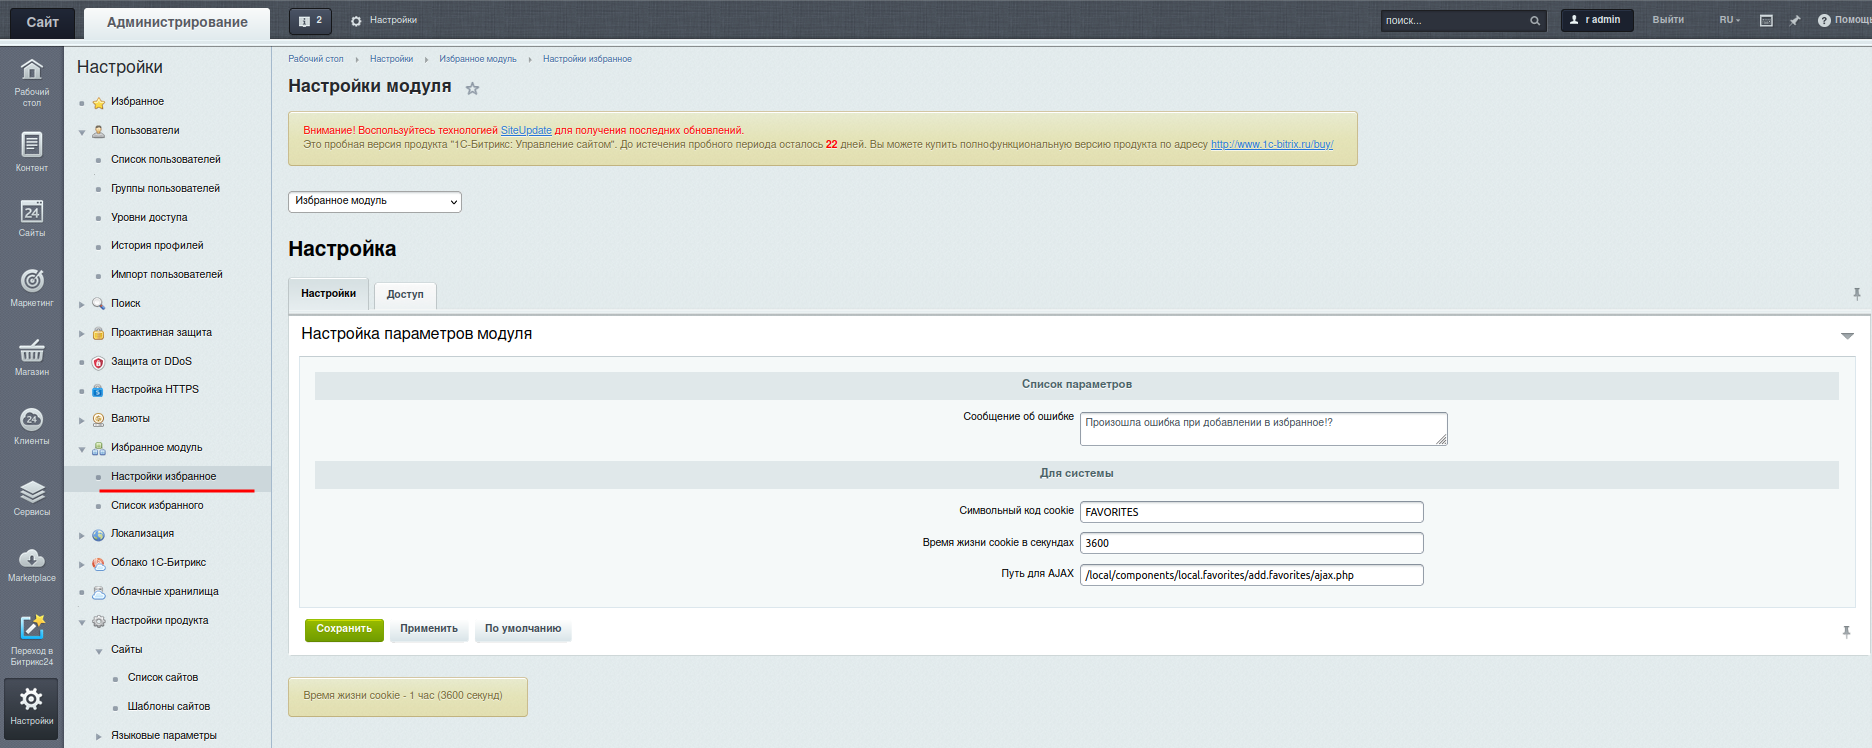 Сайт
Администрирование
2
Настройки
поиск...
r admin
Выйти
RU
?
Помощь
Рабочий
стол
Контент
24
Сайты
Маркетинг
Магазин
24
Клиенты
Сервисы
Marketplace
Переход в
Битрикс24
Настройки
Настройки
Избранное
Пользователи
Список пользователей
Группы пользователей
Уровни доступа
История профилей
Импорт пользователей
Поиск
Проактивная защита
Защита от DDoS
Настройка HTTPS
Валюты
Избранное модуль
Настройки избранное
Список избранного
Локализация
Облако 1С-Битрикс
Облачные хранилища
Настройки продукта
Сайты
Список сайтов
Шаблоны сайтов
Языковые параметры
Рабочий стол Настройки Избранное модуль Настройки избранное
Настройки модуля
Внимание! Воспользуйтесь технологией SiteUpdate для получения последних обновлений.
Это пробная версия продукта "1С-Битрикс: Управление сайтом". До истечения пробного периода осталось 22 дней. Вы можете купить полнофункциональную версию продукта по адресу http://www.1c-bitrix.ru/buy/
Избранное модуль
Настройка
Настройки Доступ
Настройка параметров модуля
Список параметров
Сообщение об ошибке Произошла ошибка при добавлении в избранное!?
Для системы
Символьный код cookie FAVORITES
Время жизни cookie в секундах 3600
Путь для AJAX /local/components/local.favorites/add.favorites/ajax.php
Сохранить Применить По умолчанию
Время жизни cookie - 1 час (3600 секунд)